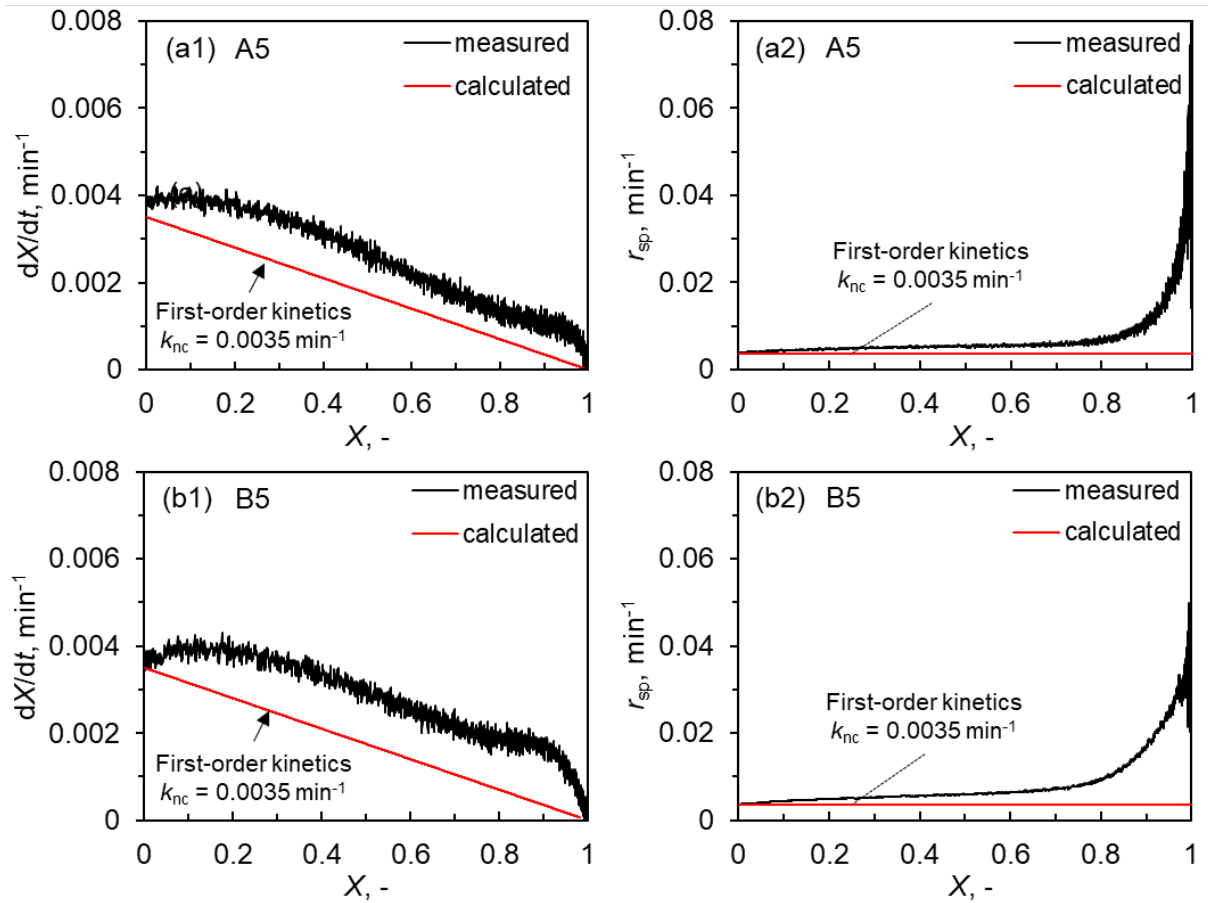 (a1) A5
measured
calculated
0.008
0.006
0.004
0.002
0
dX/dt, min-1
(a)
First-order kinetics
knc = 0.0035 min-1
0 0.2 0.4 0.6 0.8 1
X, -
(a2) A5
measured
calculated
0.08
0.06
0.04
0.02
0
rsp, min-1
First-order kinetics
knc = 0.0035 min-1
0 0.2 0.4 0.6 0.8 1
X, -
(b1) B5
measured
calculated
0.008
0.006
0.004
0.002
0
dX/dt, min-1
First-order kinetics
knc = 0.0035 min-1
0 0.2 0.4 0.6 0.8 1
X, -
(b2) B5
measured
calculated
0.08
0.06
0.04
0.02
0
rsp, min-1
First-order kinetics
knc = 0.0035 min-1
0 0.2 0.4 0.6 0.8 1
X, -